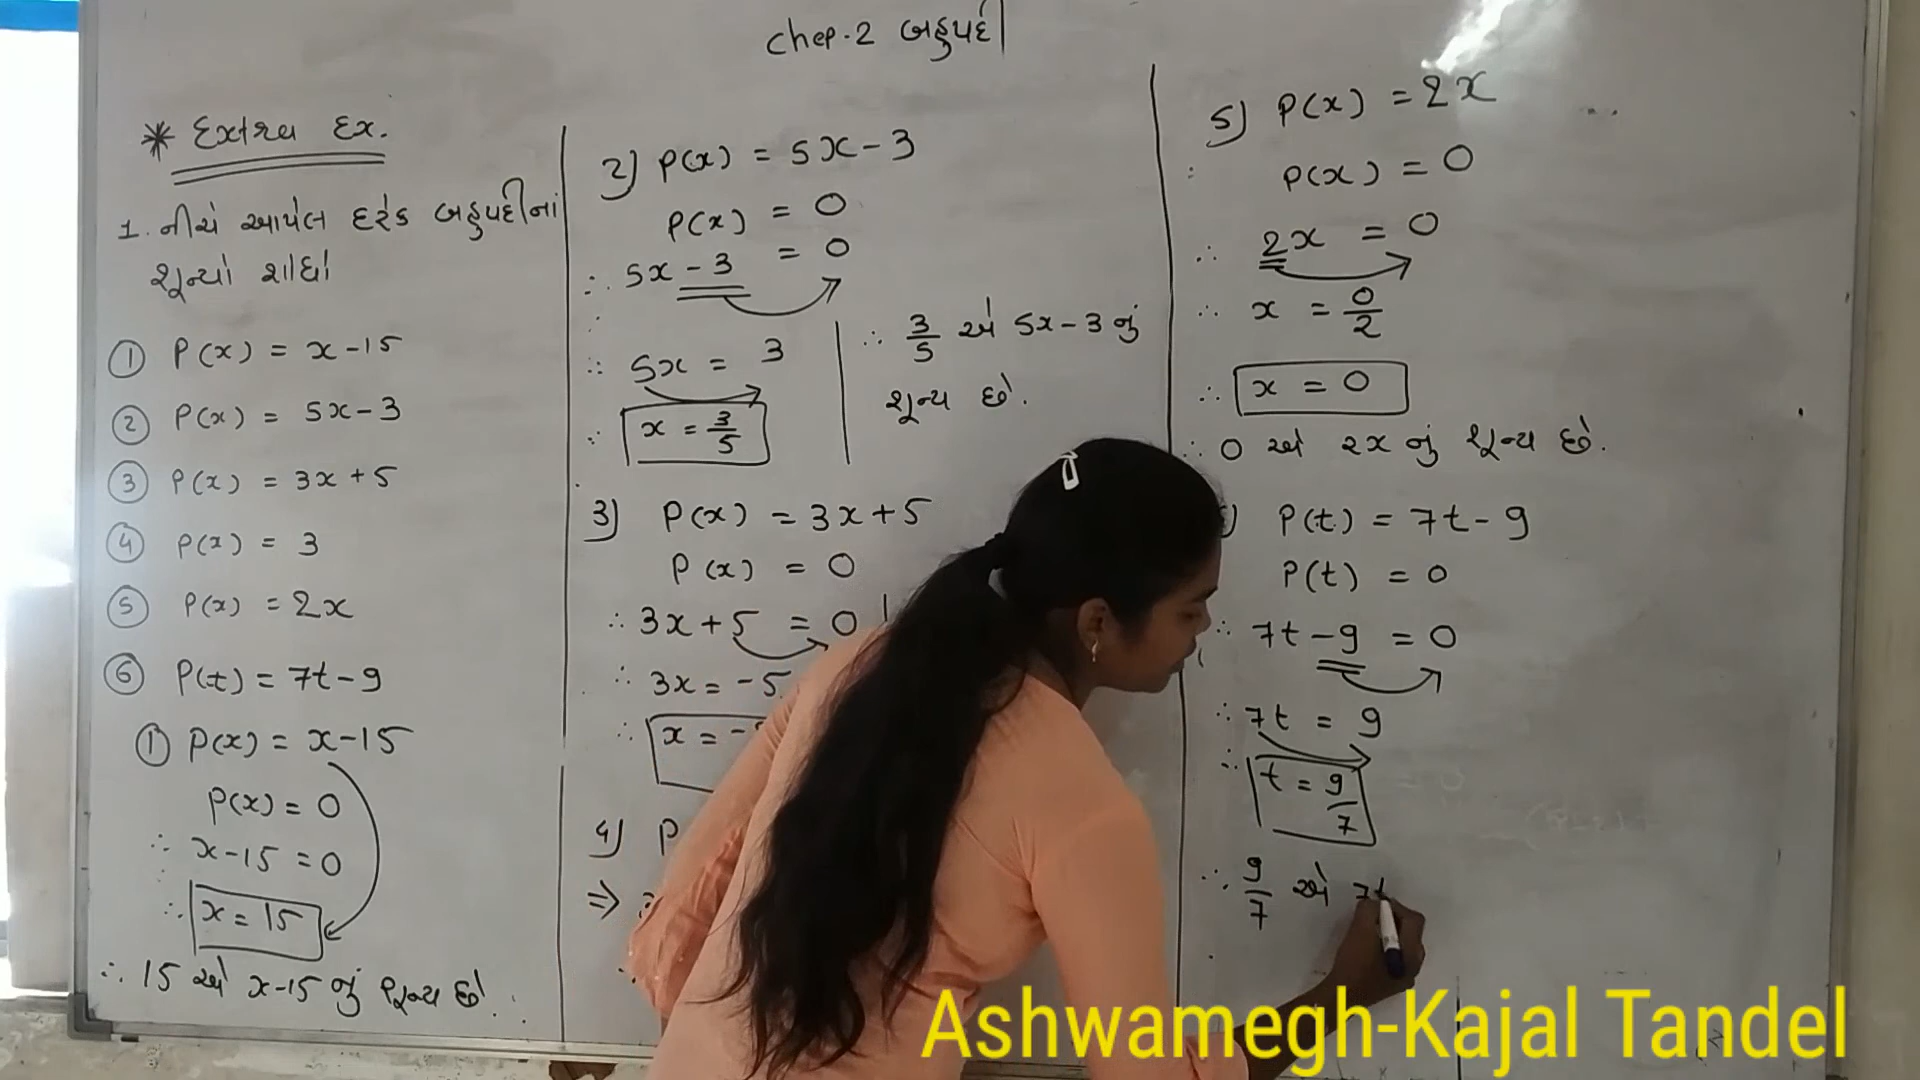 Chep.2 બહુપદી
* Extra Ex.
1. નીચે આપેલ દરેક બહુપદીનાં
શૂન્યો શોધો
① P(x) = x-15
② P(x) = 5x-3
③ P(x) = 3x+5
④ P(x) = 3
⑤ P(x) = 2x
⑥ P(t) = 7t-9
① P(x) = x-15
P(x) = 0
∴ x-15 = 0
∴ x = 15
∴ 15 એ x-15 નું શૂન્ય છે.
2) P(x) = 5x-3
P(x) = 0
∴ 5x-3 = 0
∴ 5x = 3
∴ x = 3/5
∴ 3/5 એ 5x-3 નું
શૂન્ય છે.
3) P(x) = 3x+5
P(x) = 0
∴ 3x+5 = 0
∴ 3x = -5
∴ x = -
4) P
⇒
5) P(x) = 2x
P(x) = 0
∴ 2x = 0
∴ x = 0/2
∴ x = 0
∴ 0 એ 2x નું શૂન્ય છે.
) P(t) = 7t-9
P(t) = 0
∴ 7t-9 = 0
∴ 7t = 9
∴ t = 9/7
∴ 9/7 એ 7t
Ashwamegh-Kajal Tandel